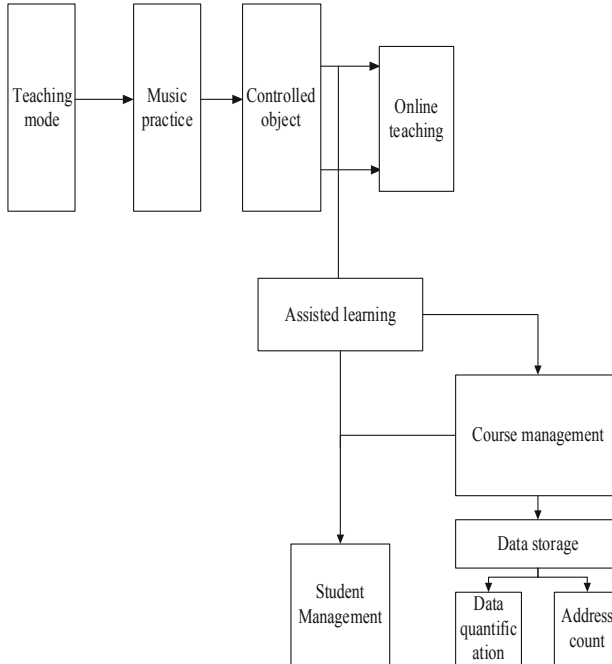 Teaching
mode
Music
practice
Controlled
object
Online
teaching
Assisted learning
Course management
Data storage
Student
Management
Data
quantific
ation
Address
count